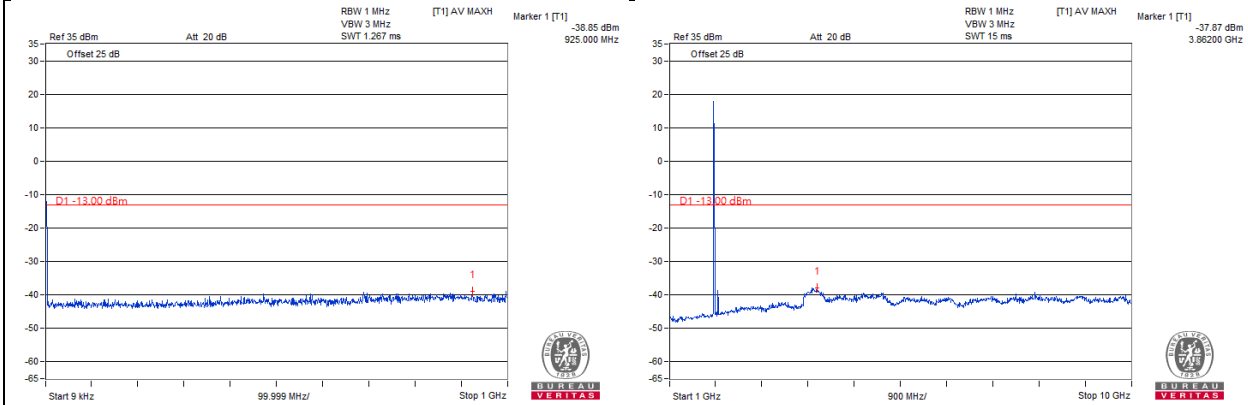 RBW 1 MHz [T1] AV MAXH
VBW 3 MHz
Ref 35 dBm Att 20 dB SWT 1.267 ms
Marker 1 [T1]
-38.85 dBm
925.000 MHz
Offset 25 dB
35
30
20
10
0
-10
-20
-30
-40
-50
-60
-65
D1 -13.00 dBm
1
Start 9 kHz 99.999 MHz/ Stop 1 GHz
BUREAU VERITAS
1828
BUREAU
VERITAS
RBW 1 MHz [T1] AV MAXH
VBW 3 MHz
Ref 35 dBm Att 20 dB SWT 15 ms
Marker 1 [T1]
-37.87 dBm
3.86200 GHz
Offset 25 dB
35
30
20
10
0
-10
-20
-30
-40
-50
-60
-65
D1 -13.00 dBm
1
Start 1 GHz 900 MHz/ Stop 10 GHz
BUREAU VERITAS
1828
BUREAU
VERITAS